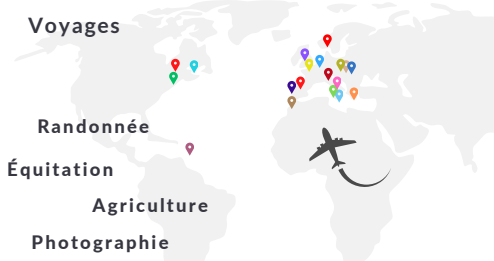 Voyages
Randonnée
Équitation
Agriculture
Photographie